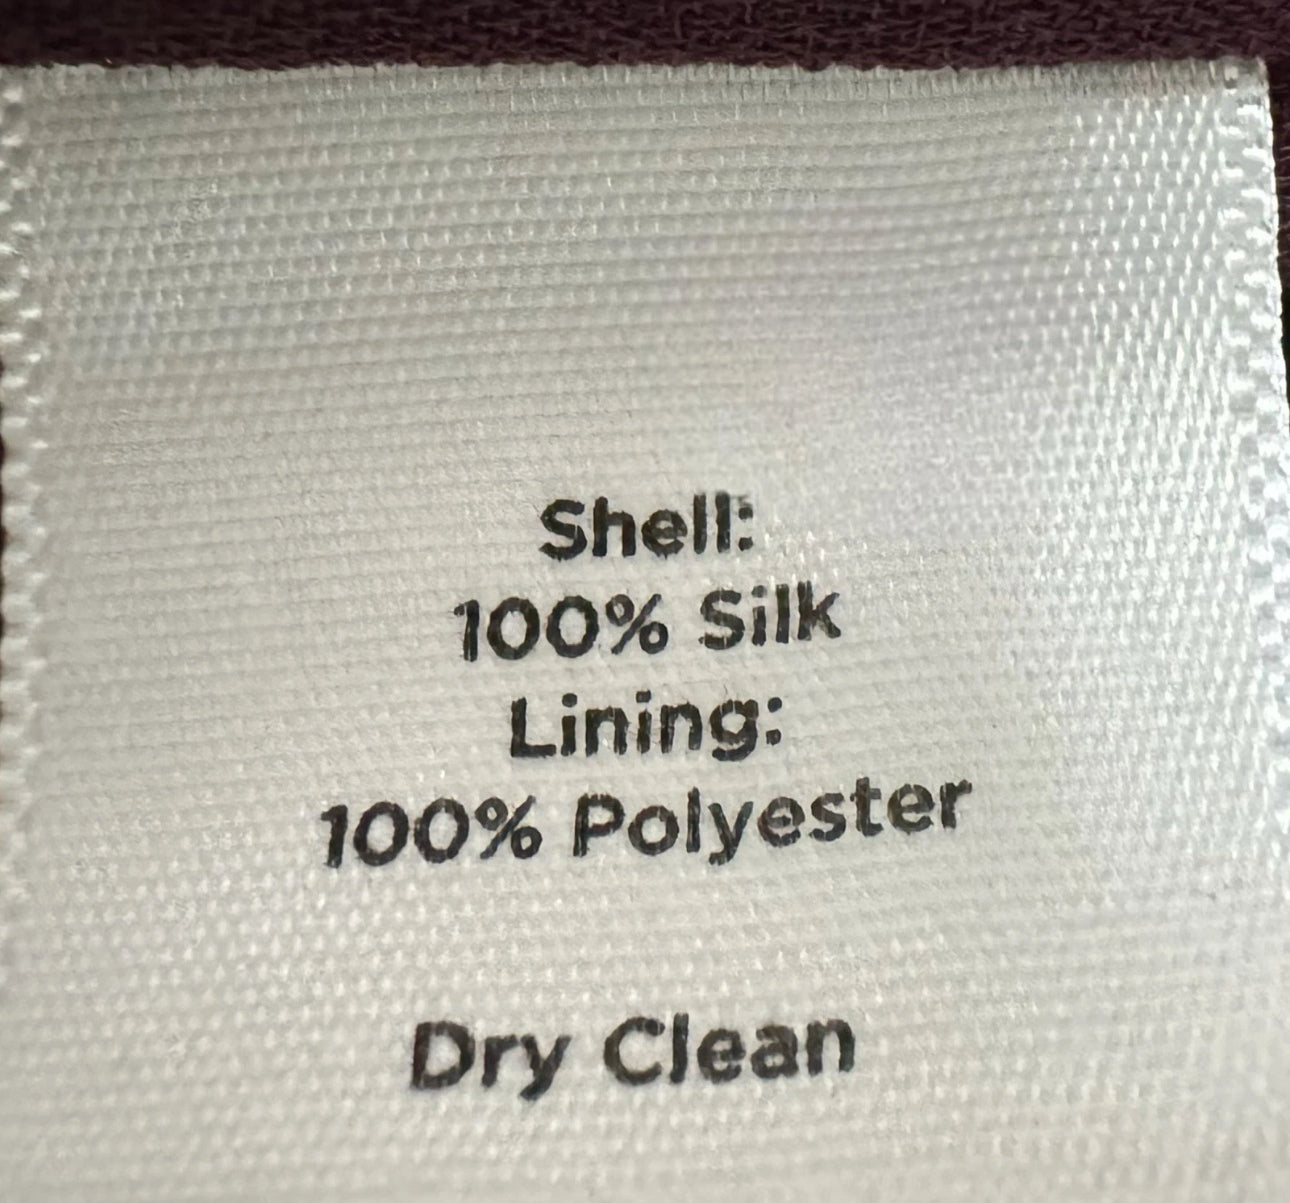 Shell:
100% Silk
Lining:
100% Polyester
Dry Clean